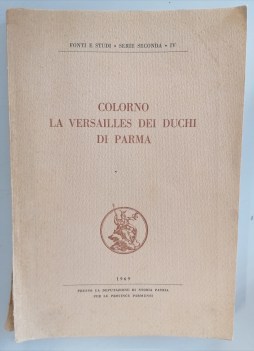 FONTI E STUDI • SERIE SECONDA • IV
COLORNO
LA VERSAILLES DEI DUCHI
DI PARMA
1969
PRESSO LA DEPUTAZIONE DI STORIA PATRIA
PER LE PROVINCE PARMENSI